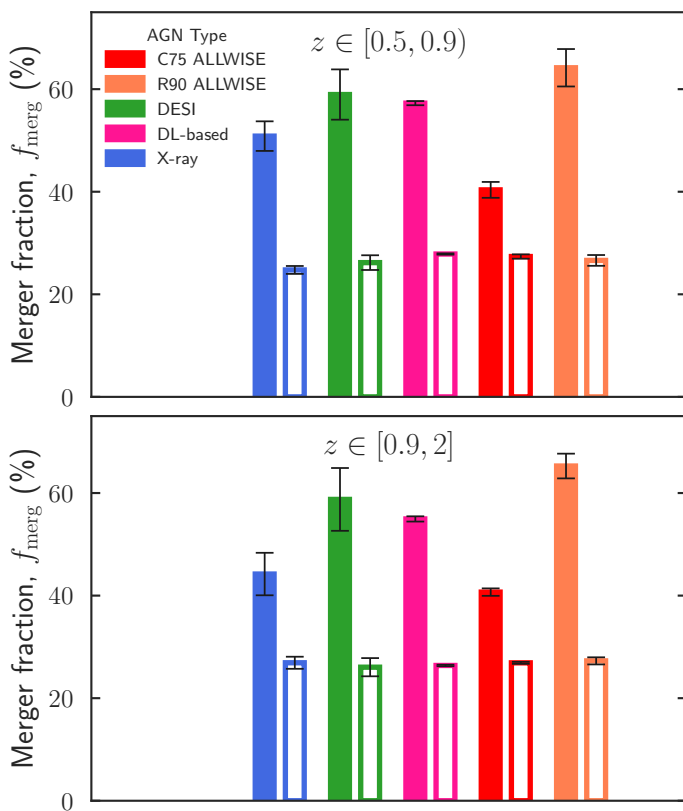 AGN Type
C75 ALLWISE
R90 ALLWISE
DESI
DL-based
X-ray
z ∈ [0.5, 0.9)
Merger fraction, f_merg (%)
60
40
20
0
z ∈ [0.9, 2]
Merger fraction, f_merg (%)
60
40
20
0